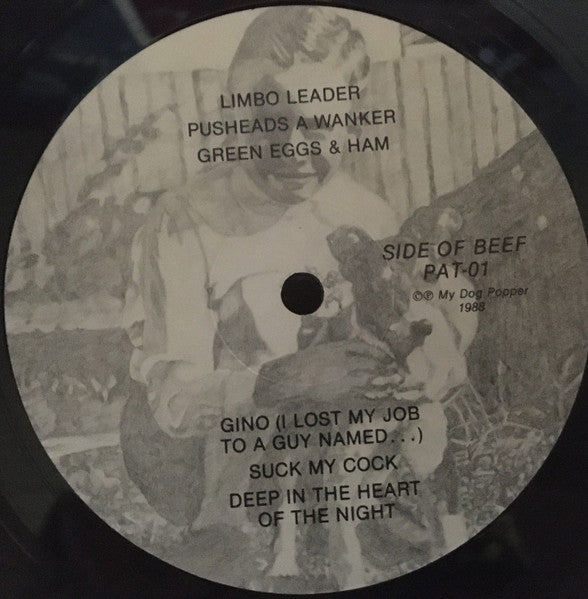 LIMBO LEADER
PUSHEADS A WANKER
GREEN EGGS & HAM
SIDE OF BEEF
PAT-01
©℗ My Dog Popper
1988
GINO (I LOST MY JOB
TO A GUY NAMED...)
SUCK MY COCK
DEEP IN THE HEART
OF THE NIGHT